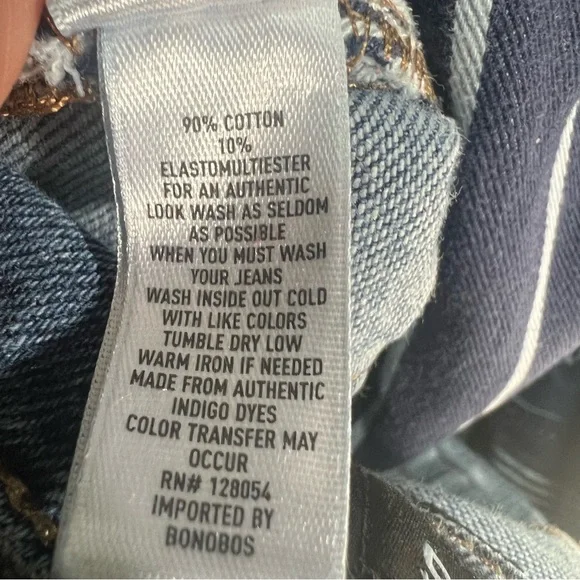 90% COTTON
10%
ELASTOMULTIESTER
FOR AN AUTHENTIC
LOOK WASH AS SELDOM
AS POSSIBLE
WHEN YOU MUST WASH
YOUR JEANS
WASH INSIDE OUT COLD
WITH LIKE COLORS
TUMBLE DRY LOW
WARM IRON IF NEEDED
MADE FROM AUTHENTIC
INDIGO DYES
COLOR TRANSFER MAY
OCCUR
RN# 128054
IMPORTED BY
BONOBOS